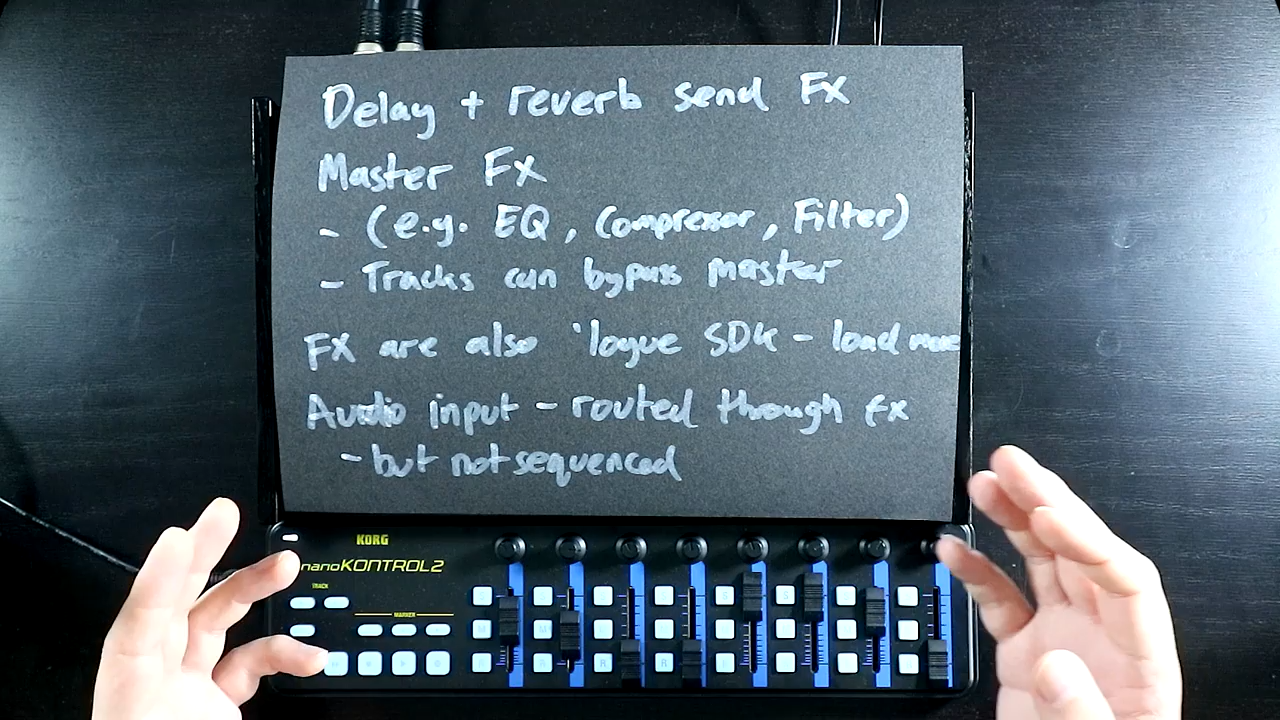 Delay + reverb send FX
Master FX
- (e.g. EQ, Compressor, Filter)
- Tracks can bypass master
FX are also 'logue SDK - load more
Audio input - routed through FX
- but not sequenced
KORG
nanoKONTROL2
TRACK
MARKER
S S S S S S
M M M
R R R R